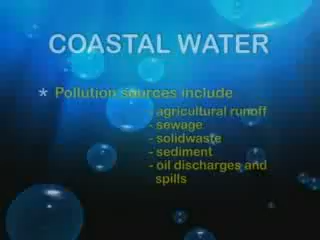 COASTAL WATER
* Pollution sources include
- agricultural runoff
- sewage
- solidwaste
- sediment
- oil discharges and
spills